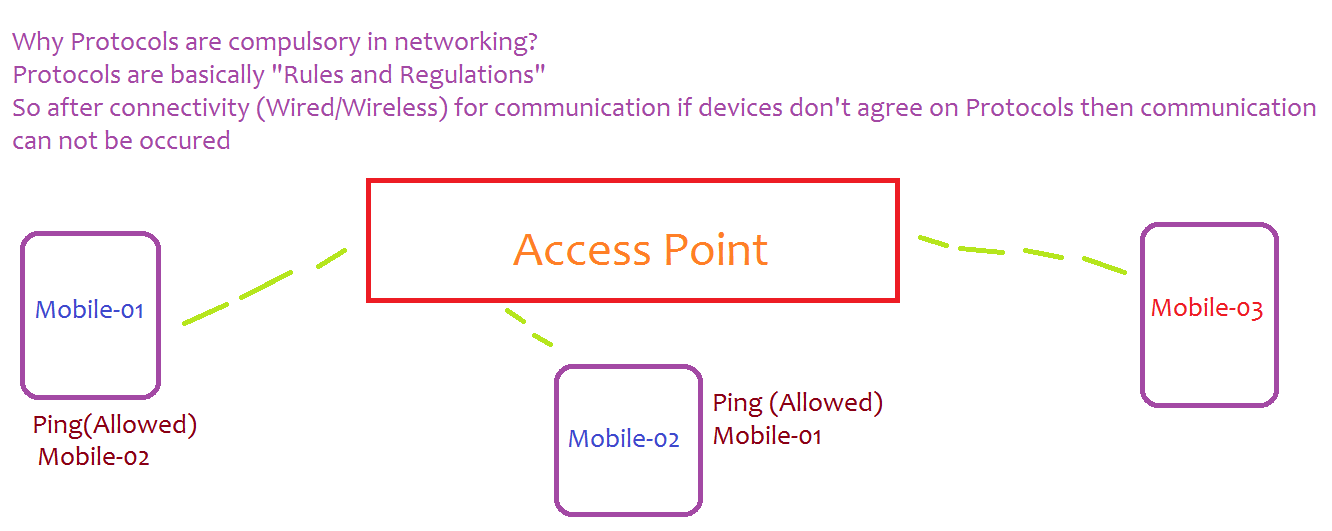 Why Protocols are compulsory in networking?
Protocols are basically "Rules and Regulations"
So after connectivity (Wired/Wireless) for communication if devices don't agree on Protocols then communication
can not be occured
Access Point
Mobile-01
Mobile-03
Ping(Allowed)
Mobile-02
Mobile-02
Ping (Allowed)
Mobile-01